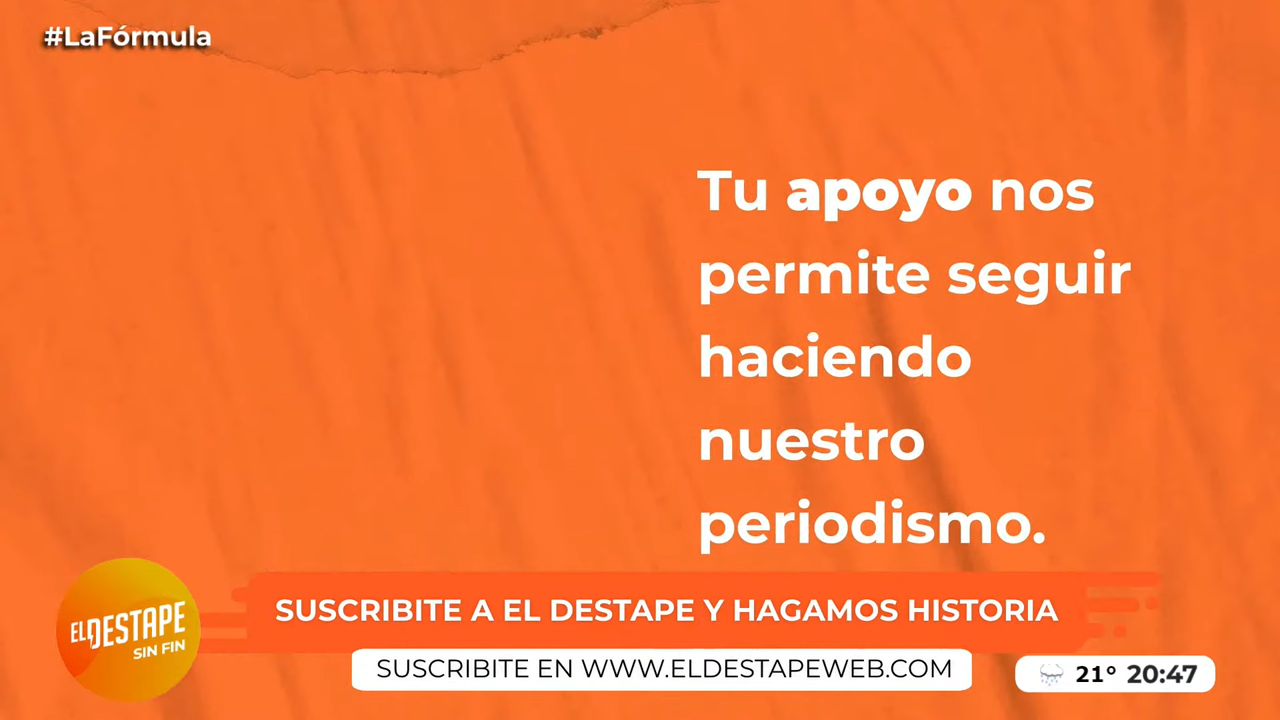 #LaFórmula
Tu apoyo nos
permite seguir
haciendo
nuestro
periodismo.
SUSCRIBITE A EL DESTAPE Y HAGAMOS HISTORIA
EL DESTAPE
SIN FIN
SUSCRIBITE EN WWW.ELDESTAPEWEB.COM
21° 20:47